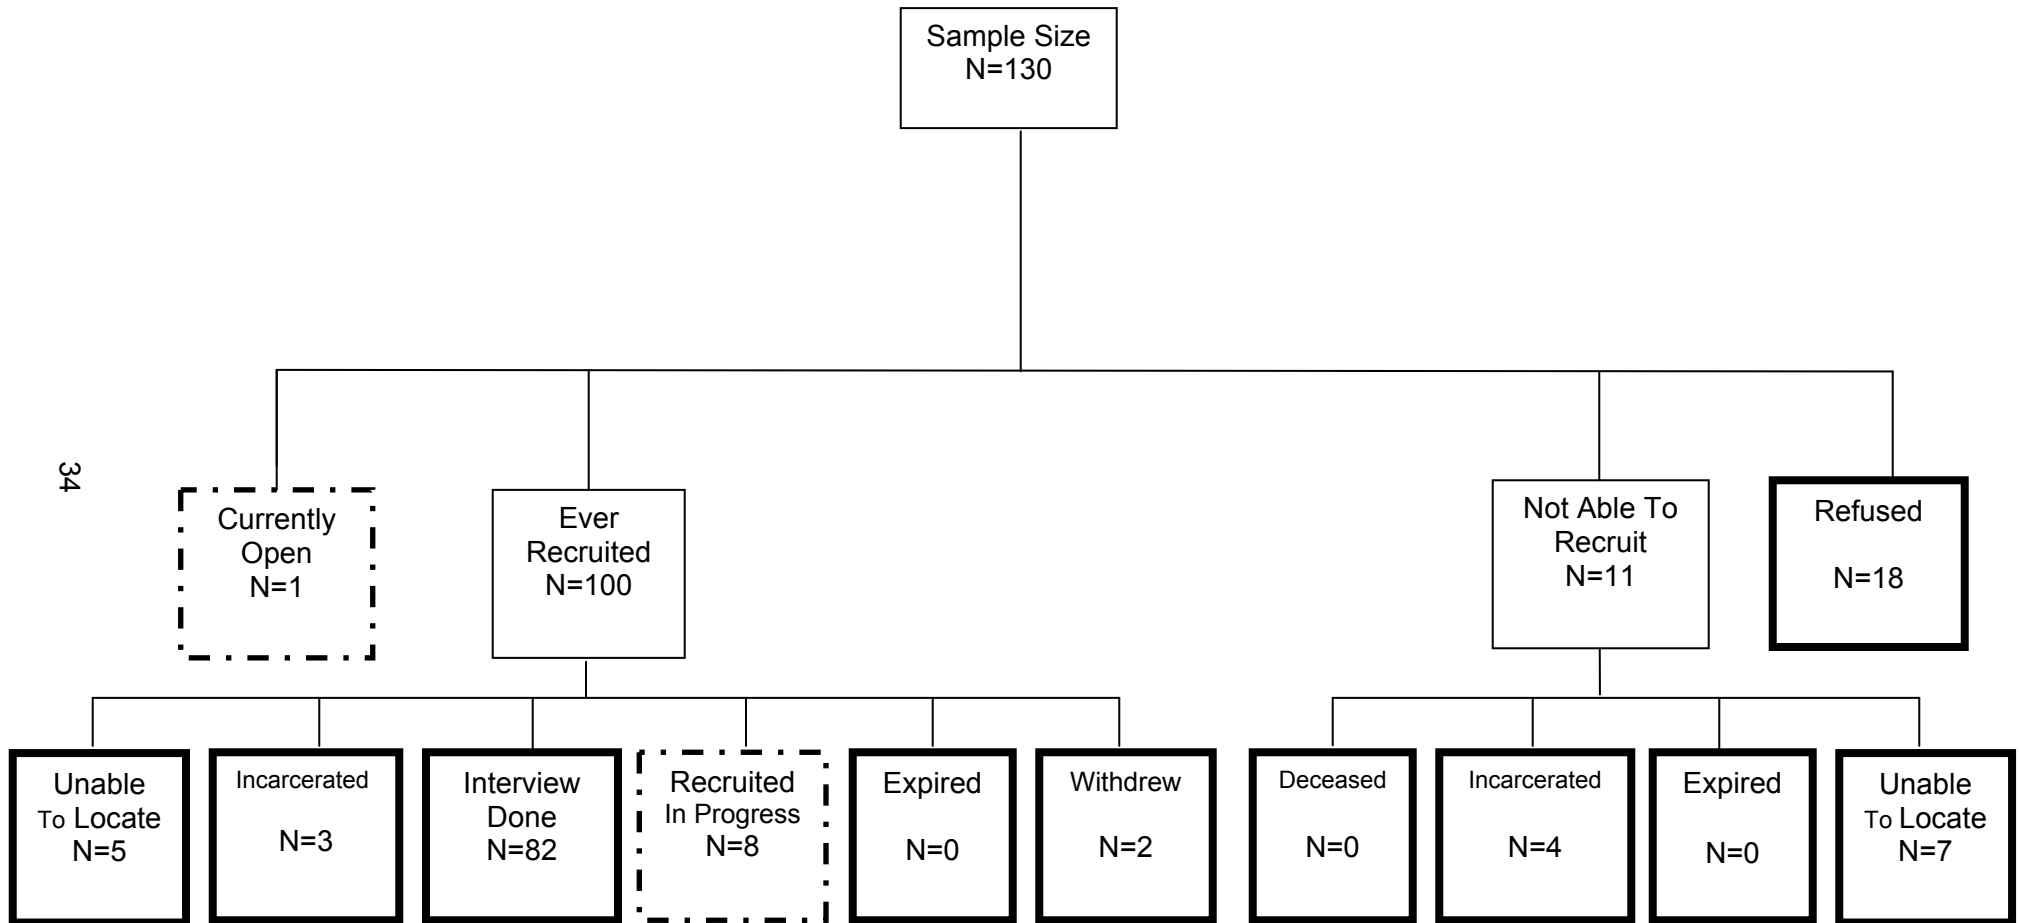 Sample Size
N=130
34
Currently
Open
N=1
Ever
Recruited
N=100
Not Able To
Recruit
N=11
Refused
N=18
Unable
To Locate
N=5
Incarcerated
N=3
Interview
Done
N=82
Recruited
In Progress
N=8
Expired
N=0
Withdrew
N=2
Deceased
N=0
Incarcerated
N=4
Expired
N=0
Unable
To Locate
N=7